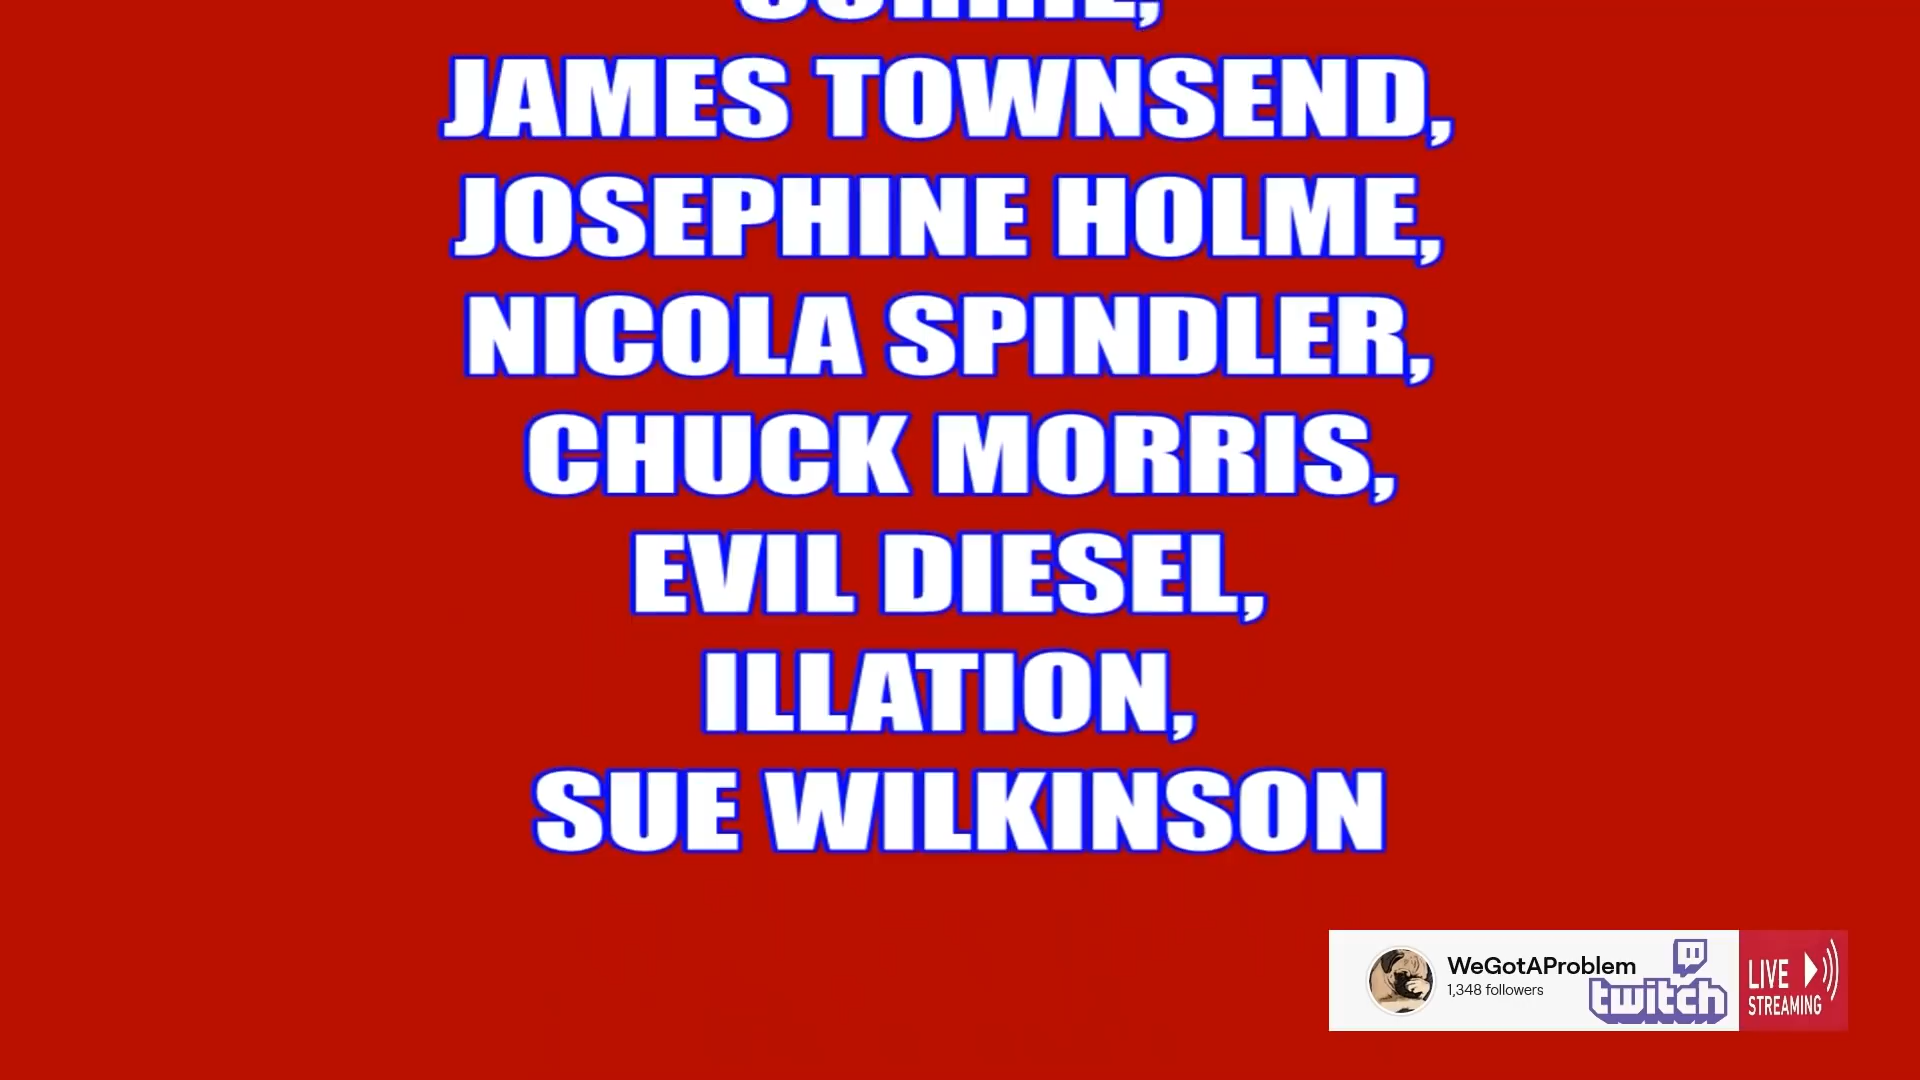 JAMES TOWNSEND,
JOSEPHINE HOLME,
NICOLA SPINDLER,
CHUCK MORRIS,
EVIL DIESEL,
ILLATION,
SUE WILKINSON
WeGotAProblem
1,348 followers
twitch
LIVE
STREAMING